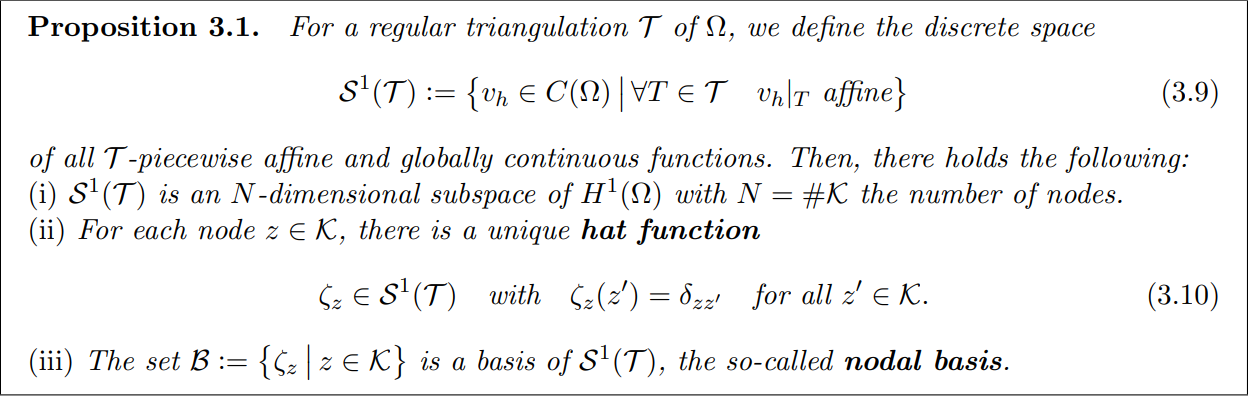 Proposition 3.1. For a regular triangulation 𝒯 of Ω, we define the discrete space
𝒮¹(𝒯) := {v_h ∈ C(Ω) | ∀T ∈ 𝒯 v_h|_T affine} (3.9)
of all 𝒯-piecewise affine and globally continuous functions. Then, there holds the following:
(i) 𝒮¹(𝒯) is an N-dimensional subspace of H¹(Ω) with N = #𝒦 the number of nodes.
(ii) For each node z ∈ 𝒦, there is a unique hat function
ζ_z ∈ 𝒮¹(𝒯) with ζ_z(z′) = δ_{zz′} for all z′ ∈ 𝒦. (3.10)
(iii) The set ℬ := {ζ_z | z ∈ 𝒦} is a basis of 𝒮¹(𝒯), the so-called nodal basis.